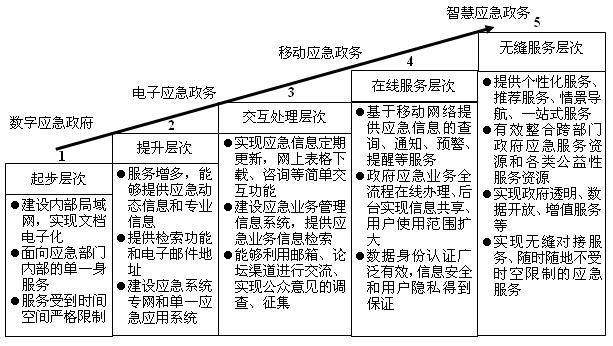 智慧应急政务
5
移动应急政务
4
电子应急政务
3
数字应急政府
2
1
起步层次
●建设内部局域
网，实现文档
电子化
●面向应急部门
内部的单一身
服务
●服务受到时间
空间严格限制
提升层次
●服务增多，能
够提供应急动
态信息和专业
信息
●提供检索功能
和电子邮件地
址
●建设应急系统
专网和单一应
急应用系统
交互处理层次
●实现应急信息定期
更新，网上表格下
载、咨询等简单交
互功能
●建设应急业务管理
信息系统，提供应
急业务信息检索
●能够利用邮箱、论
坛渠道进行交流、
实现公众意见的调
查、征集
在线服务层次
●基于移动网络提
供应急信息的查
询、通知、预警、
提醒等服务
●政府应急业务全
流程在线办理、后
台实现信息共享、
用户使用范围扩
大
●数据身份认证广
泛有效，信息安全
和用户隐私得到
保证
无缝服务层次
●提供个性化服务、
推荐服务、情景导
航、一站式服务
●有效整合跨部门
政府应急服务资
源和各类公益性
服务资源
●实现政府透明、数
据开放、增值服务
等
●实现无缝对接服
务、随时随地不受
时空限制的应急
服务